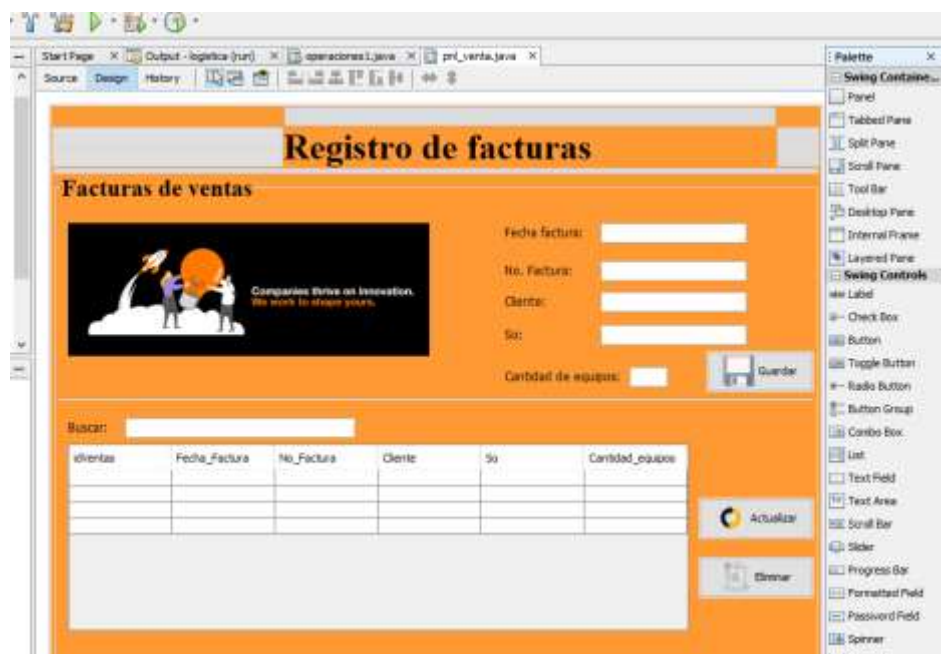 Start Page Output - logistica (run) operaciones1.java pnl_venta.java
Source Design History
Registro de facturas
Facturas de ventas
Fecha factura:
No. Factura:
Companies thrive on innovation.
We work to shape yours.
Cliente:
So:
Cantidad de equipos:
Guardar
Buscar:
idventas Fecha_Factura No_Factura Cliente So Cantidad_equipos
Actualizar
Eliminar
Palette
Swing Containe...
Panel
Tabbed Pane
Split Pane
Scroll Pane
Tool Bar
Desktop Pane
Internal Frame
Layered Pane
Swing Controls
Label
Check Box
Button
Toggle Button
Radio Button
Button Group
Combo Box
List
Text Field
Text Area
Scroll Bar
Slider
Progress Bar
Formatted Field
Password Field
Spinner